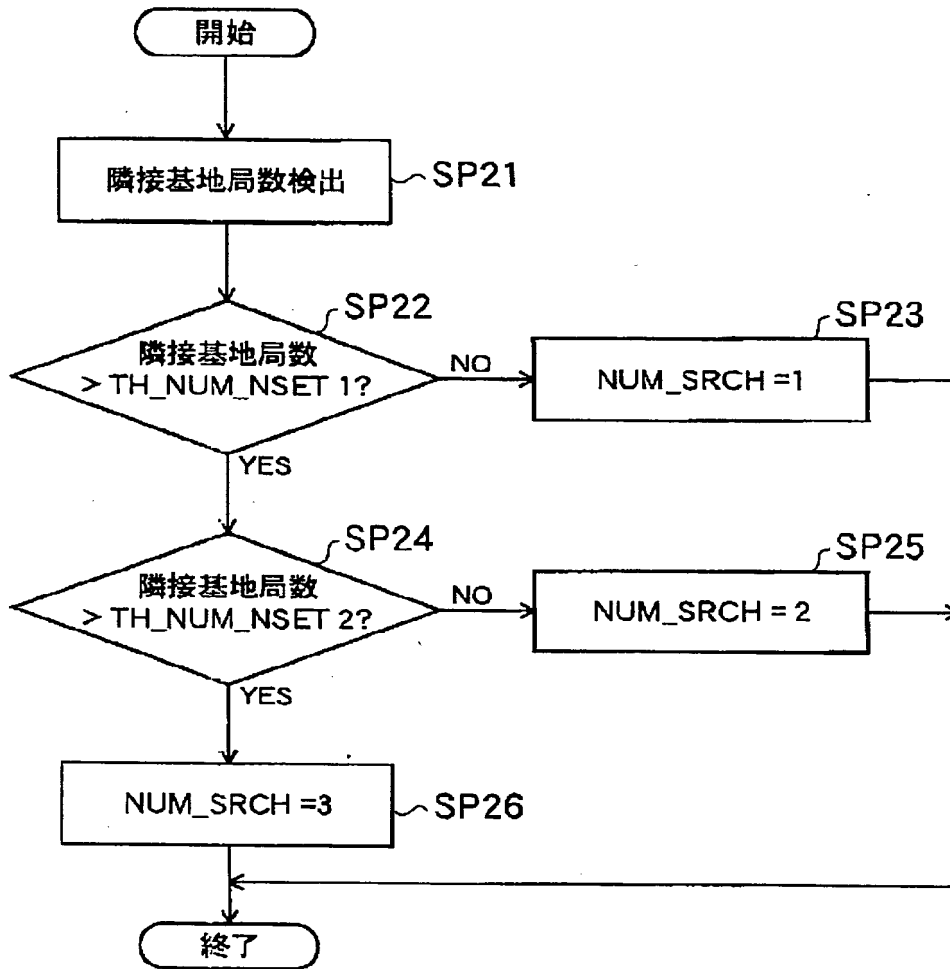 開始
隣接基地局数検出
SP21
SP22
隣接基地局数
> TH_NUM_NSET 1?
NO
YES
SP23
NUM_SRCH =1
SP24
隣接基地局数
> TH_NUM_NSET 2?
NO
YES
SP25
NUM_SRCH = 2
NUM_SRCH =3
SP26
終了